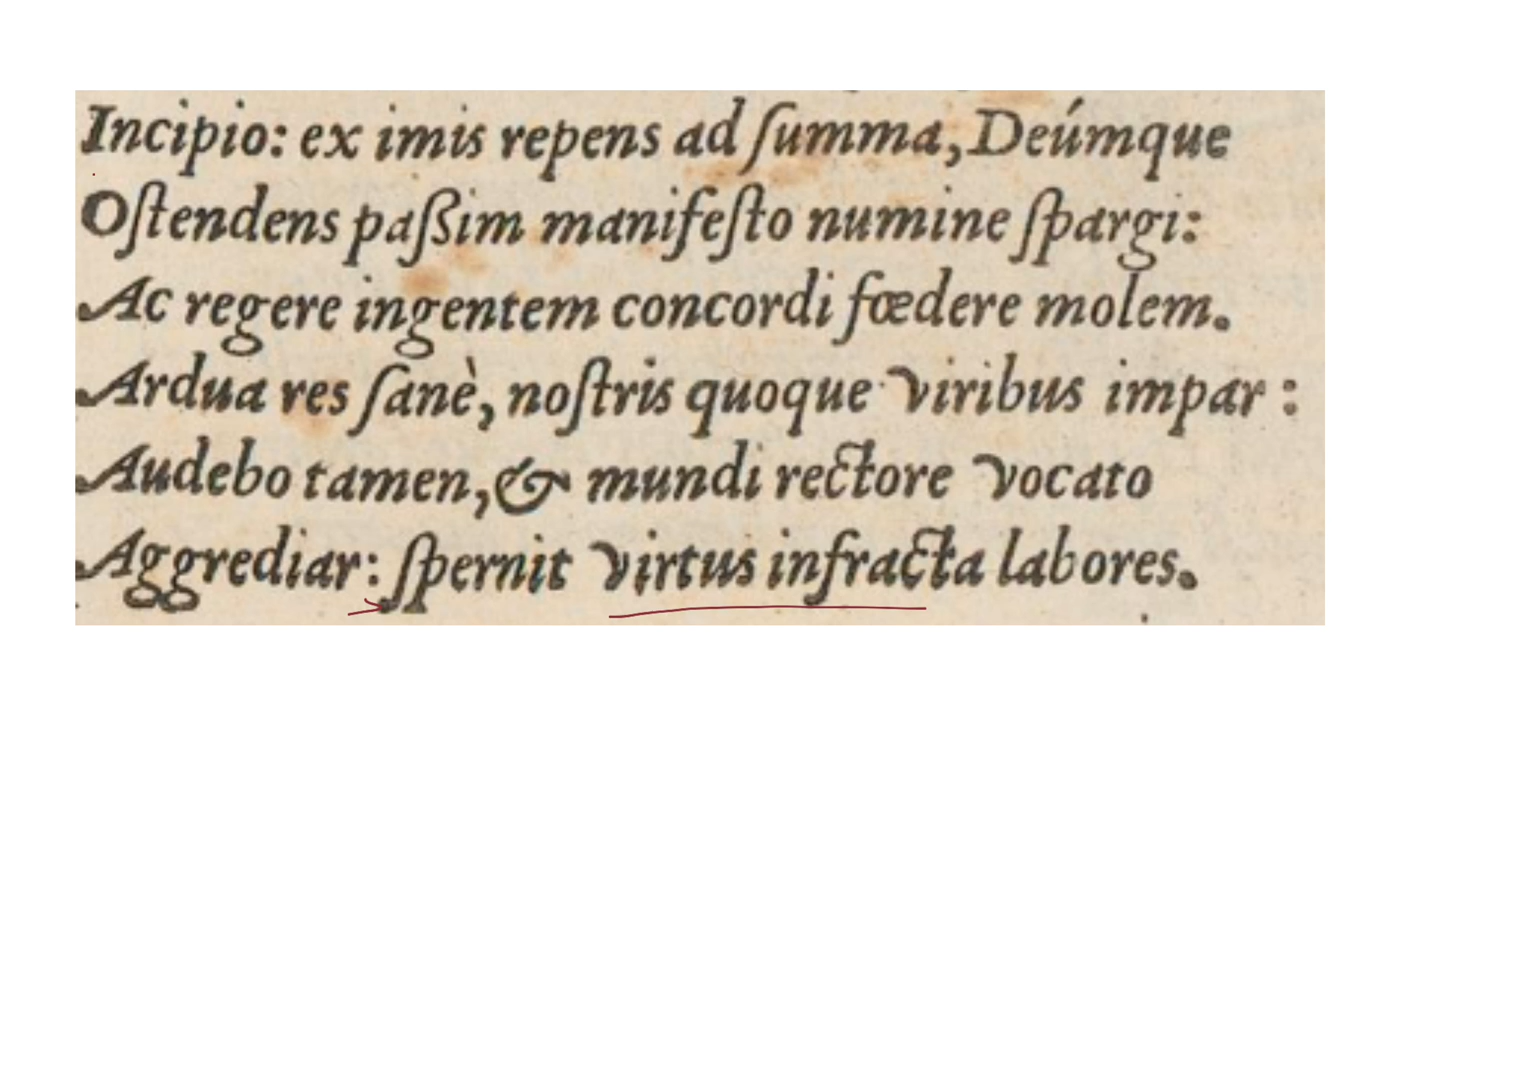 Incipio: ex imis repens ad ſumma, Deúmque
Oſtendens paſsim manifeſto numine ſpargi:
Ac regere ingentem concordi fœdere molem.
Ardua res ſanè, noſtris quoque viribus impar :
Audebo tamen, & mundi rectore vocato
Aggrediar: ſpernit virtus infracta labores.